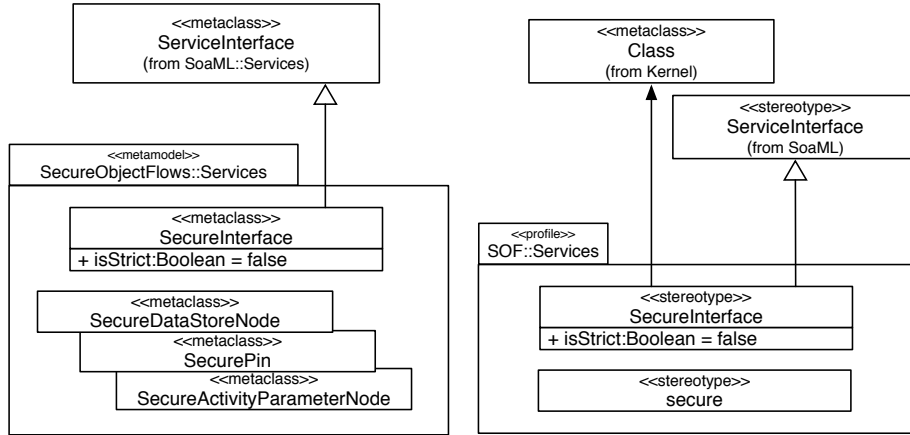 <<metaclass>>
ServiceInterface
(from SoaML::Services)
<<metamodel>>
SecureObjectFlows::Services
<<metaclass>>
SecureInterface
+ isStrict:Boolean = false
<<metaclass>>
SecureDataStoreNode
<<metaclass>>
SecurePin
<<metaclass>>
SecureActivityParameterNode
<<metaclass>>
Class
(from Kernel)
<<stereotype>>
ServiceInterface
(from SoaML)
<<profile>>
SOF::Services
<<stereotype>>
SecureInterface
+ isStrict:Boolean = false
<<stereotype>>
secure